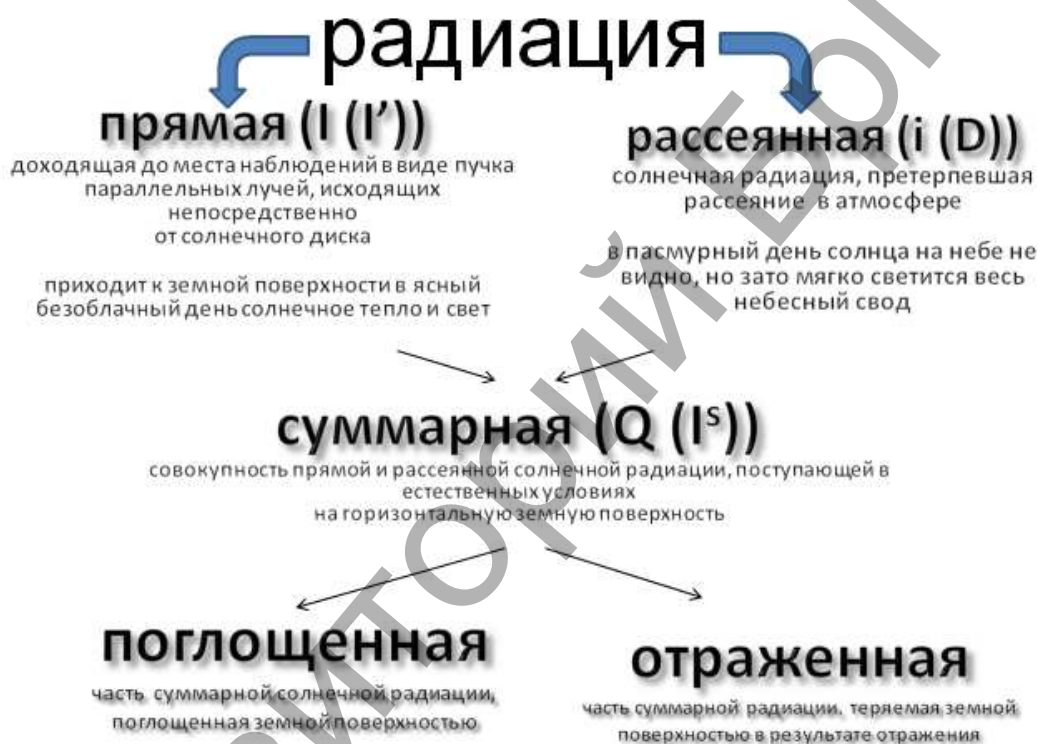 радиация
прямая (I (I’))
доходящая до места наблюдений в виде пучка
параллельных лучей, исходящих
непосредственно
от солнечного диска
приходит к земной поверхности в ясный
безоблачный день солнечное тепло и свет
рассеянная (i (D))
солнечная радиация, претерпевшая
рассеяние в атмосфере
в пасмурный день солнца на небе не
видно, но зато мягко светится весь
небесный свод
суммарная (Q (Iˢ))
совокупность прямой и рассеянной солнечной радиации, поступающей в
естественных условиях
на горизонтальную земную поверхность
поглощенная
часть суммарной солнечной радиации,
поглощенная земной поверхностью
отраженная
часть суммарной радиации. теряемая земной
поверхностью в результате отражения